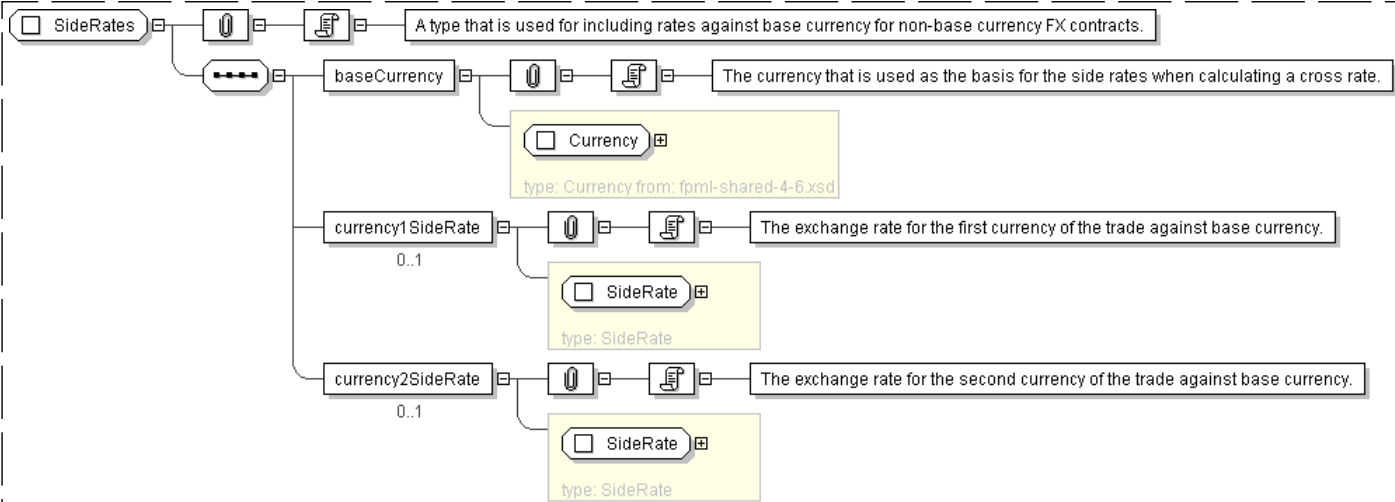 SideRates
A type that is used for including rates against base currency for non-base currency FX contracts.
baseCurrency
The currency that is used as the basis for the side rates when calculating a cross rate.
Currency
type: Currency from: fpml-shared-4-6.xsd
currency1SideRate
The exchange rate for the first currency of the trade against base currency.
0..1
SideRate
type: SideRate
currency2SideRate
The exchange rate for the second currency of the trade against base currency.
0..1
SideRate
type: SideRate